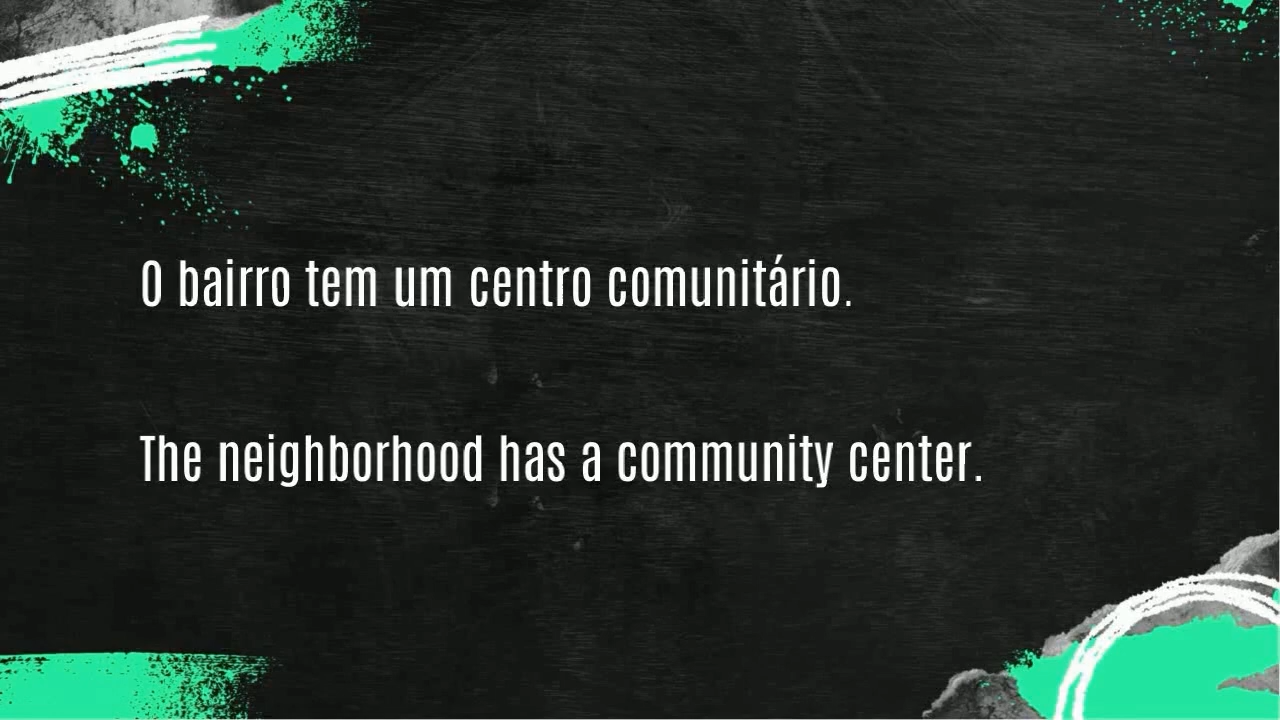 O bairro tem um centro comunitário.
The neighborhood has a community center.